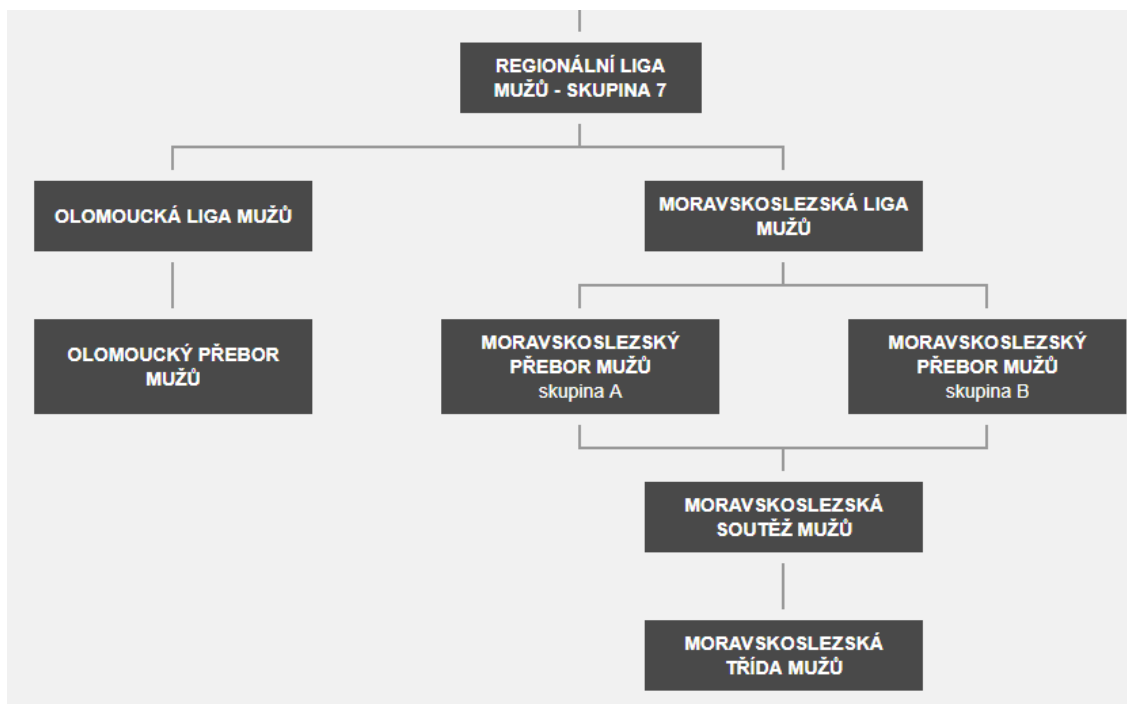 REGIONÁLNÍ LIGA
MUŽŮ - SKUPINA 7
OLOMOUCKÁ LIGA MUŽŮ
MORAVSKOSLEZSKÁ LIGA
MUŽŮ
OLOMOUCKÝ PŘEBOR
MUŽŮ
MORAVSKOSLEZSKÝ
PŘEBOR MUŽŮ
skupina A
MORAVSKOSLEZSKÝ
PŘEBOR MUŽŮ
skupina B
MORAVSKOSLEZSKÁ
SOUTĚŽ MUŽŮ
MORAVSKOSLEZSKÁ
TŘÍDA MUŽŮ